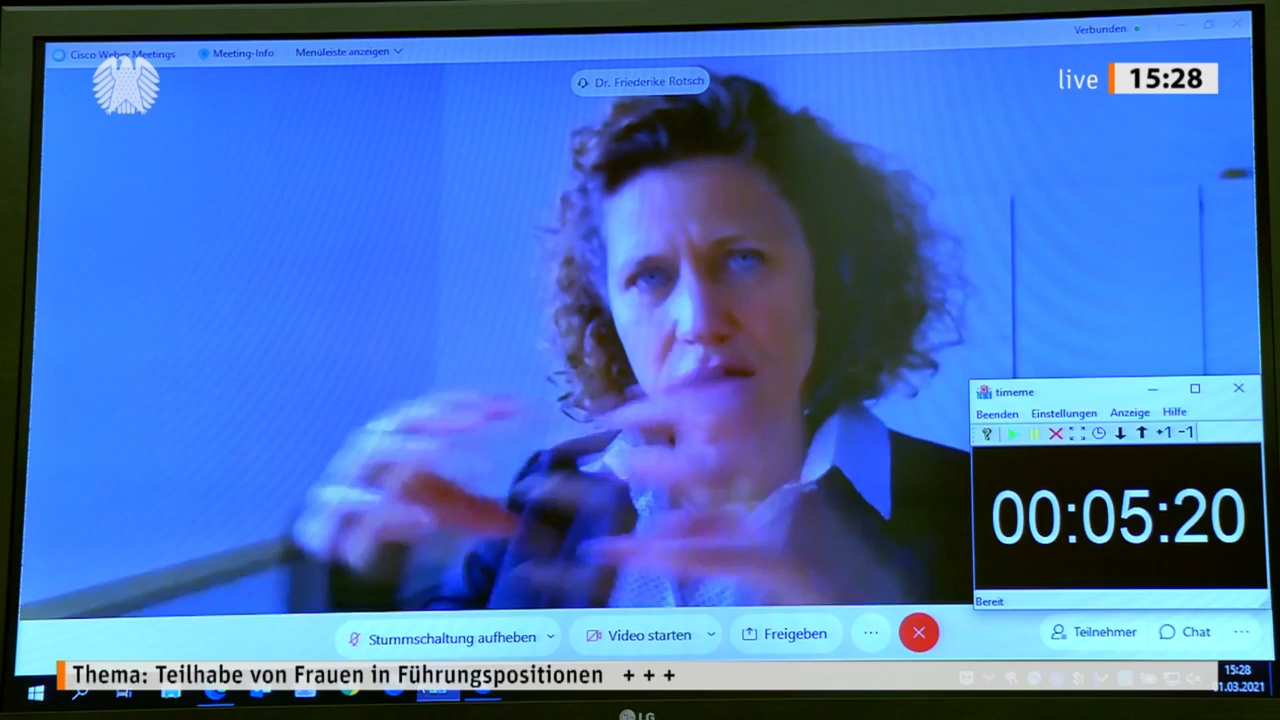 Cisco Webex Meetings
Meeting-Info
Menüleiste anzeigen
Verbunden
Dr. Friederike Rotsch
live 15:28
timeme
Beenden Einstellungen Anzeige Hilfe
+1 -1
00:05:20
Bereit
Stummschaltung aufheben
Video starten
Freigeben
Teilnehmer
Chat
Thema: Teilhabe von Frauen in Führungspositionen +++
15:28
01.03.2021
LG